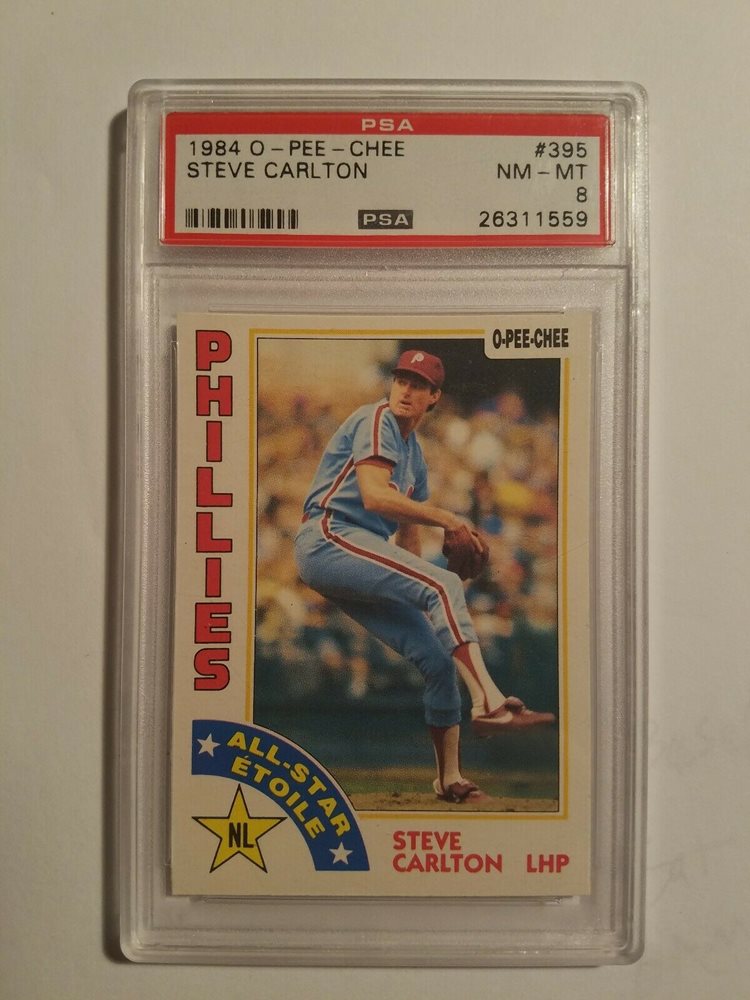 PSA
1984 O-PEE-CHEE #395
STEVE CARLTON NM-MT
8
PSA 26311559
O-PEE-CHEE
PHILLIES
P
ALL-STAR
ÉTOILE
NL
STEVE
CARLTON LHP